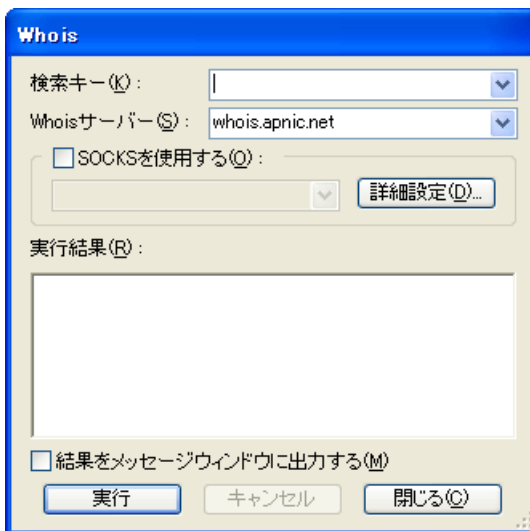 Whois
検索キー(K):
Whoisサーバー(S): whois.apnic.net
SOCKSを使用する(O):
詳細設定(D)...
実行結果(R):
結果をメッセージウィンドウに出力する(M)
実行 キャンセル 閉じる(C)